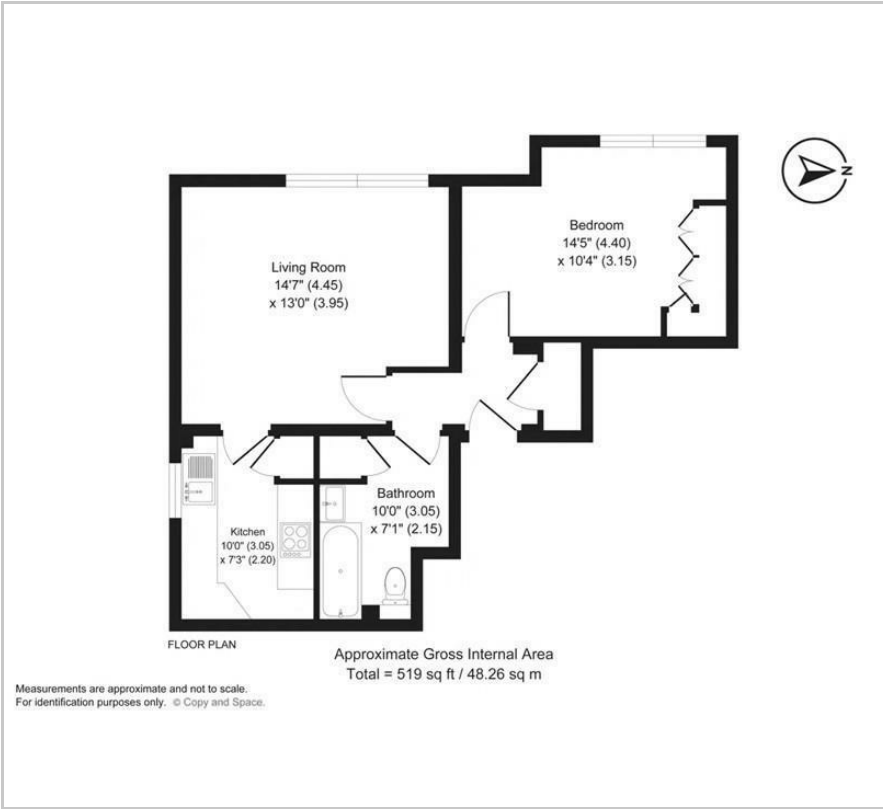 N
Bedroom
14'5" (4.40)
x 10'4" (3.15)
Living Room
14'7" (4.45)
x 13'0" (3.95)
Bathroom
10'0" (3.05)
x 7'1" (2.15)
Kitchen
10'0" (3.05)
x 7'3" (2.20)
FLOOR PLAN
Approximate Gross Internal Area
Total = 519 sq ft / 48.26 sq m
Measurements are approximate and not to scale.
For identification purposes only. © Copy and Space.